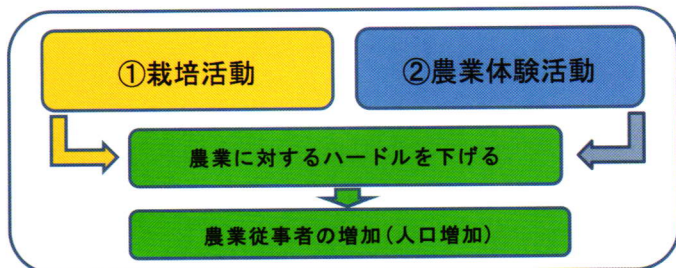 ①栽培活動
②農業体験活動
農業に対するハードルを下げる
農業従事者の増加(人口増加)